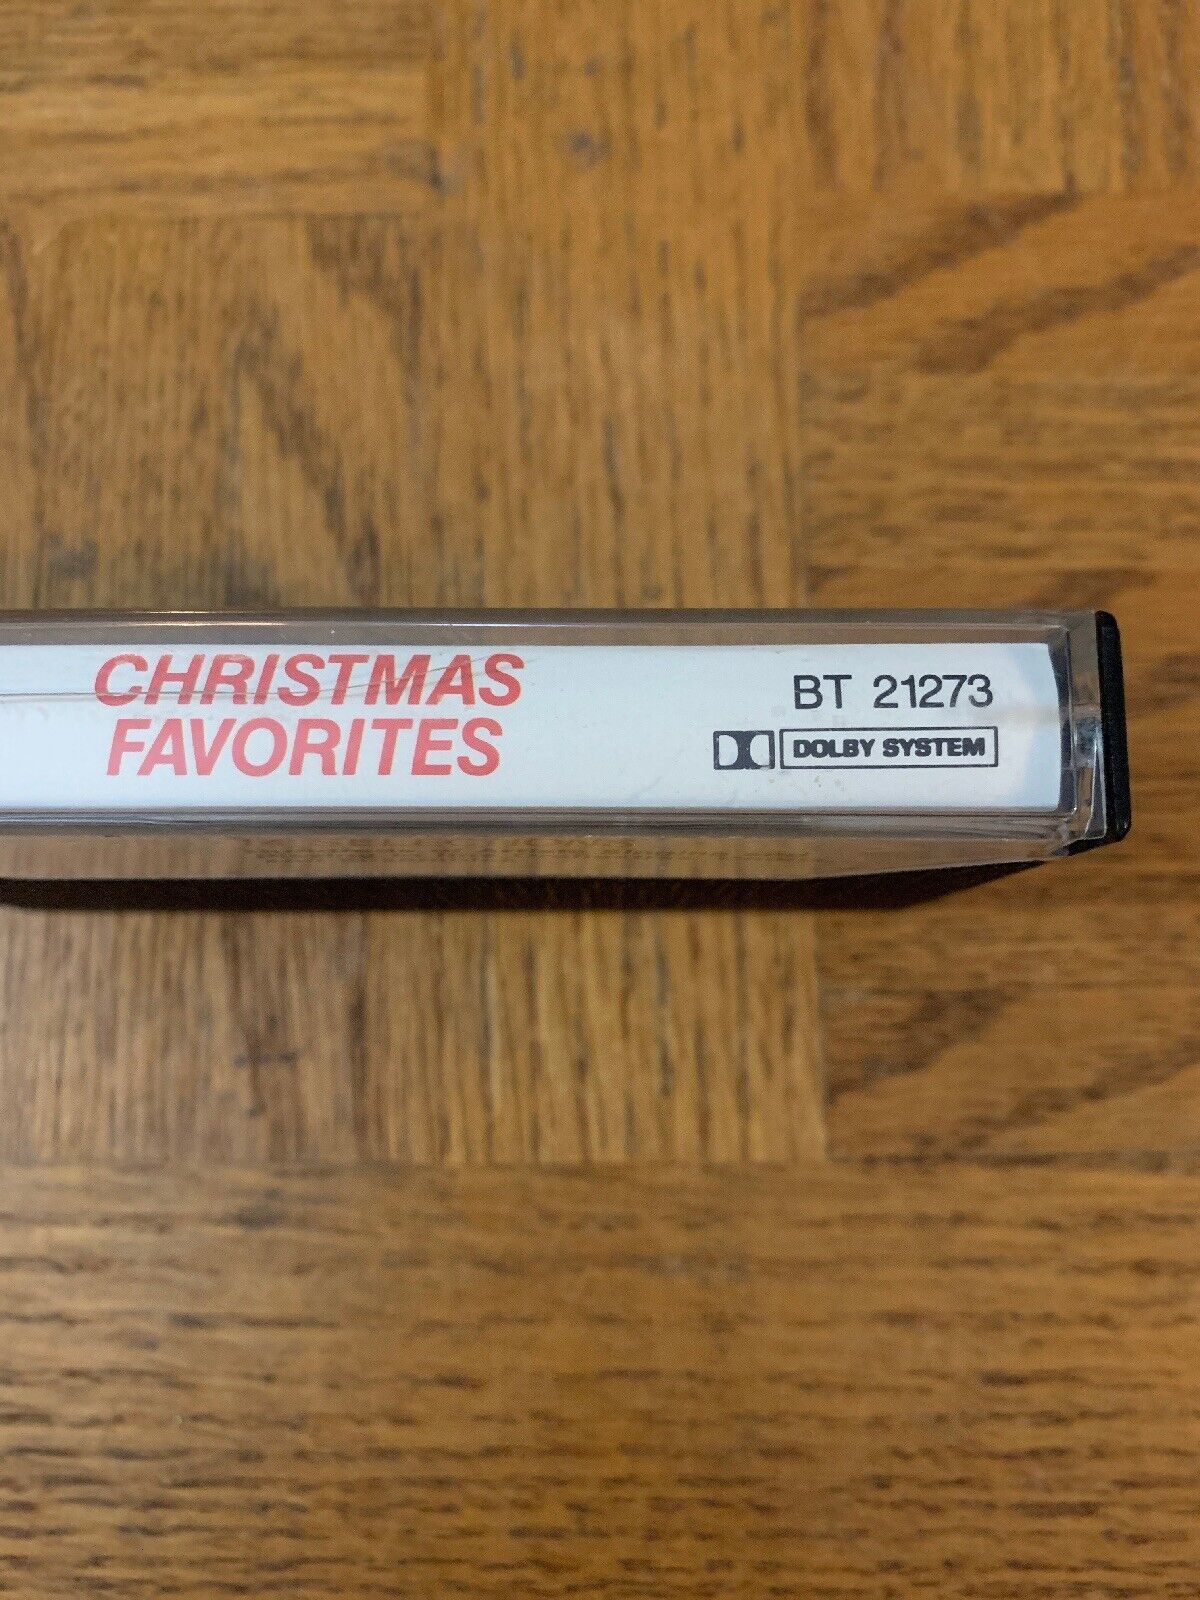 CHRISTMAS
FAVORITES
BT 21273
DOLBY SYSTEM